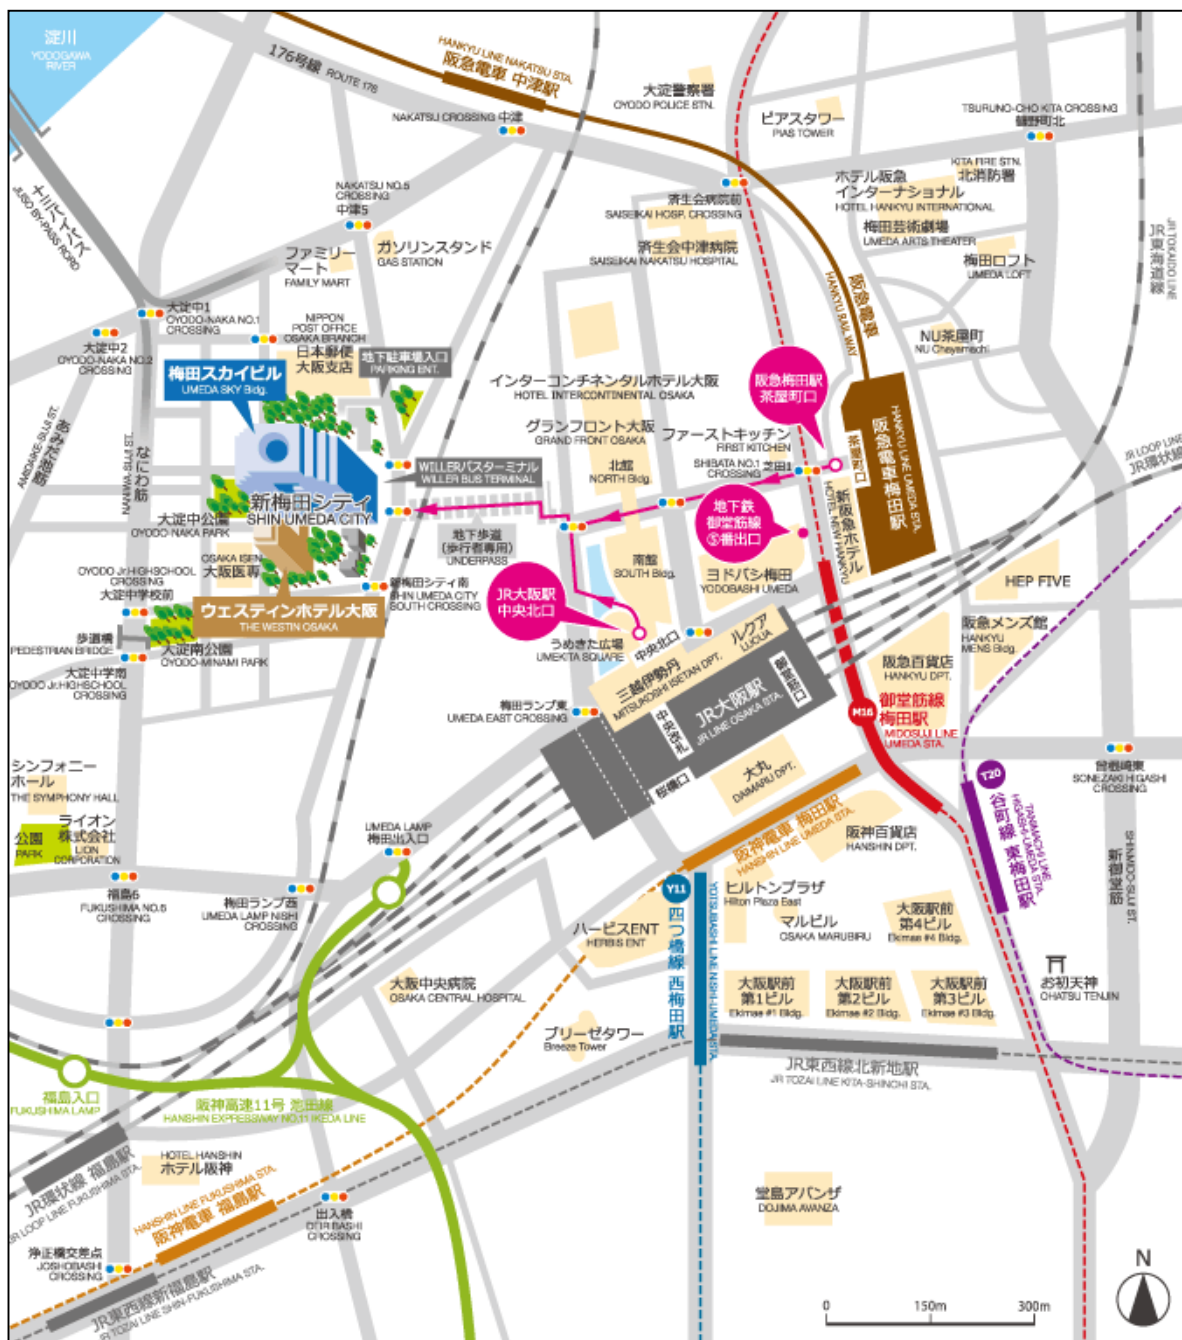 淀川
YODOGAWA
RIVER
176号線 ROUTE 176
HANKYU LINE NAKATSU STA.
阪急電車 中津駅
NAKATSU CROSSING 中津
大淀警察署
OYODO POLICE STN.
ピアスタワー
PIAS TOWER
TSURUNO-CHO KITA CROSSING
鶴野町北
KITA FIRE STN.
北消防署
ホテル阪急
インターナショナル
HOTEL HANKYU INTERNATIONAL
梅田芸術劇場
UMEDA ARTS THEATER
梅田ロフト
UMEDA LOFT
JR東海道線
JR TOKAIDO LINE
十三バイパス
JUSO BY-PASS RORD
NAKATSU NO.5
CROSSING
中津5
ガソリンスタンド
GAS STATION
ファミリー
マート
FAMILY MART
済生会病院前
SAISEIKAI HOSP. CROSSING
済生会中津病院
SAISEIKAI NAKATSU HOSPITAL
阪急電車
HANKYU RAIL WAY
NU茶屋町
NU Chayamachi
大淀中1
OYODO-NAKA NO.1
CROSSING
大淀中2
OYODO-NAKA NO.2
CROSSING
NIPPON
POST OFFICE
OSAKA BRANCH
日本郵便
大阪支店
地下駐車場入口
PARKING ENT.
梅田スカイビル
UMEDA SKY Bldg.
インターコンチネンタルホテル大阪
HOTEL INTERCONTINENTAL OSAKA
グランフロント大阪
GRAND FRONT OSAKA
北館
NORTH Bldg.
ファーストキッチン
FIRST KITCHEN
SHIBATA NO.1
CROSSING
芝田1
阪急梅田駅
茶屋町口
茶屋町口
HANKYU LINE UMEDA STA.
阪急電車梅田駅
JR LOOP LINE
JR環状線
あみだ池筋
AMIDAIKE-SUJI ST.
なにわ筋
NANIWA-SUJI ST.
WILLERバスターミナル
WILLER BUS TERMINAL
新梅田シティ
SHIN UMEDA CITY
大淀中公園
OYODO-NAKA PARK
OSAKA ISEN
大阪医専
地下歩道
(歩行者専用)
UNDERPASS
地下鉄
御堂筋線
⑤番出口
新阪急ホテル
HOTEL NEW HANKYU
南館
SOUTH Bldg.
ヨドバシ梅田
YODOBASHI UMEDA
HEP FIVE
OYODO Jr.HIGHSCHOOL
CROSSING
大淀中学校前
新梅田シティ南
SHIN UMEDA CITY
SOUTH CROSSING
JR大阪駅
中央北口
ウェスティンホテル大阪
THE WESTIN OSAKA
歩道橋
PEDESTRIAN BRIDGE
大淀南公園
OYODO-MINAMI PARK
大淀中学南
OYODO Jr.HIGHSCHOOL
CROSSING
うめきた広場
UMEKITA SQUARE
中央北口
ルクア
LUCUA
三越伊勢丹
MITSUKOSHI ISETAN DPT.
阪急メンズ館
HANKYU
MENS Bldg.
阪急百貨店
HANKYU DPT.
梅田ランプ東
UMEDA EAST CROSSING
中央改札
JR大阪駅
JR LINE OSAKA STA.
御堂筋口
桜橋口
M16
御堂筋線
梅田駅
MIDOSUJI LINE
UMEDA STA.
大丸
DAIMARU DPT.
曾根崎東
SONEZAKI HIGASHI
CROSSING
シンフォニー
ホール
THE SYMPHONY HALL
ライオン
株式会社
LION
CORPORATION
公園
PARK
UMEDA LAMP
梅田出入口
阪神電車 梅田駅
HANSHIN LINE UMEDA STA.
阪神百貨店
HANSHIN DPT.
T20
谷町線 東梅田駅
TANIMACHI LINE
HIGASHI-UMEDA STA.
新御堂筋
SHINMIDO-SUJI ST.
福島6
FUKUSHIMA NO.6
CROSSING
梅田ランプ西
UMEDA LAMP NISHI
CROSSING
Y11
四つ橋線 西梅田駅
YOTSUBASHI LINE NISHI-UMEDA STA.
ヒルトンプラザ
Hilton Plaza East
マルビル
OSAKA MARUBIRU
大阪駅前
第4ビル
Ekimae #4 Bldg.
ハービスENT
HERBIS ENT
大阪中央病院
OSAKA CENTRAL HOSPITAL
大阪駅前
第1ビル
Ekimae #1 Bldg.
大阪駅前
第2ビル
Ekimae #2 Bldg.
大阪駅前
第3ビル
Ekimae #3 Bldg.
お初天神
OHATSU TENJIN
ブリーゼタワー
Breeze Tower
JR東西線北新地駅
JR TOZAI LINE KITA-SHINCHI STA.
福島入口
FUKUSHIMA LAMP
阪神高速11号 池田線
HANSHIN EXPRESSWAY NO.11 IKEDA LINE
JR環状線 福島駅
JR LOOP LINE FUKUSHIMA STA.
HOTEL HANSHIN
ホテル阪神
HANSHIN LINE FUKUSHIMA STA.
阪神電車 福島駅
出入橋
DEIRIBASHI
CROSSING
堂島アバンザ
DOJIMA AVANZA
浄正橋交差点
JOSHOBASHI
CROSSING
JR東西線新福島駅
JR TOZAI LINE SHIN-FUKUSHIMA STA.
N
0 150m 300m